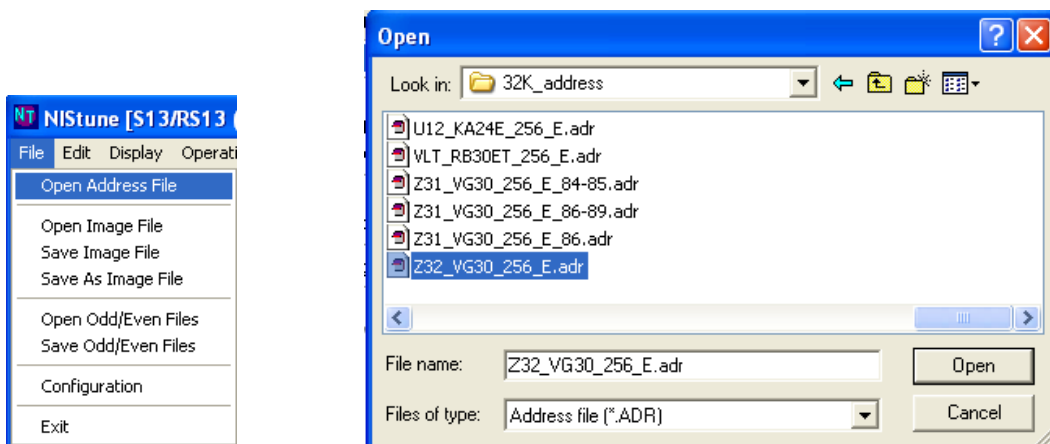 NIStune [S13/RS13 (
File Edit Display Operati
Open Address File
Open Image File
Save Image File
Save As Image File
Open Odd/Even Files
Save Odd/Even Files
Configuration
Exit
Open
Look in: 32K_address
U12_KA24E_256_E.adr
VLT_RB30ET_256_E.adr
Z31_VG30_256_E_84-85.adr
Z31_VG30_256_E_86-89.adr
Z31_VG30_256_E_86.adr
Z32_VG30_256_E.adr
File name: Z32_VG30_256_E.adr Open
Files of type: Address file (*.ADR) Cancel